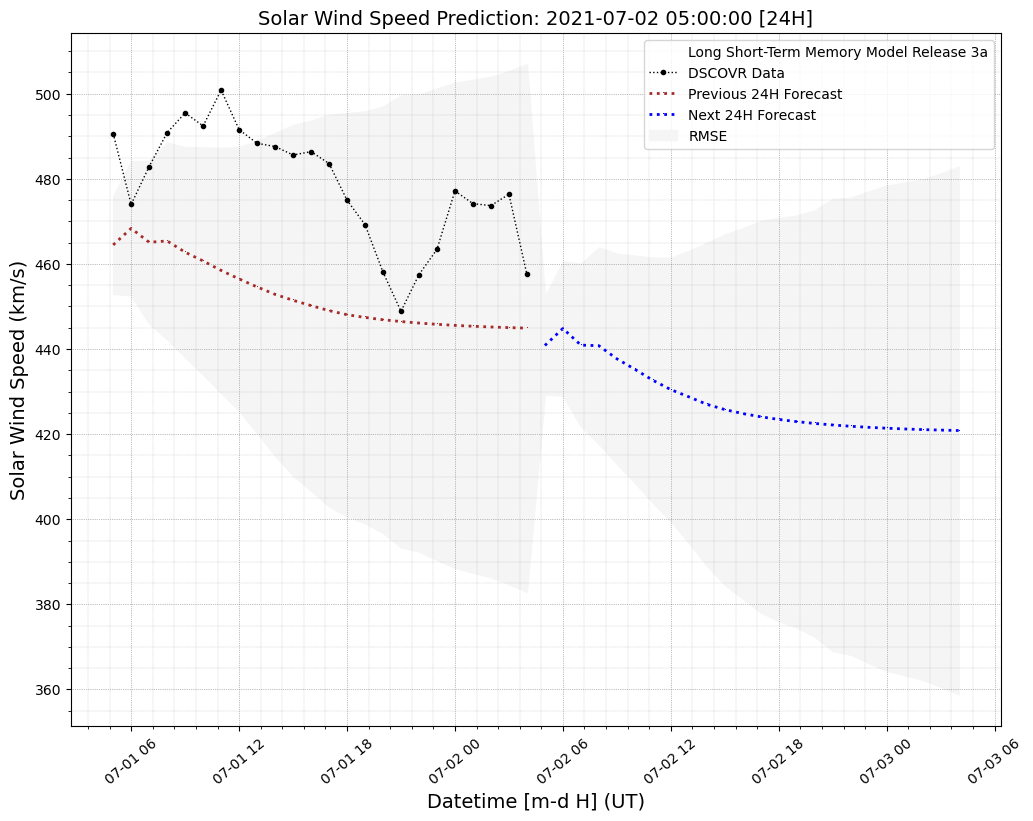 Solar Wind Speed Prediction: 2021-07-02 05:00:00 [24H]
Long Short-Term Memory Model Release 3a
DSCOVR Data
Previous 24H Forecast
Next 24H Forecast
RMSE
Solar Wind Speed (km/s)
500
480
460
440
420
400
380
360
07-01 06
07-01 12
07-01 18
07-02 00
07-02 06
07-02 12
07-02 18
07-03 00
07-03 06
Datetime [m-d H] (UT)